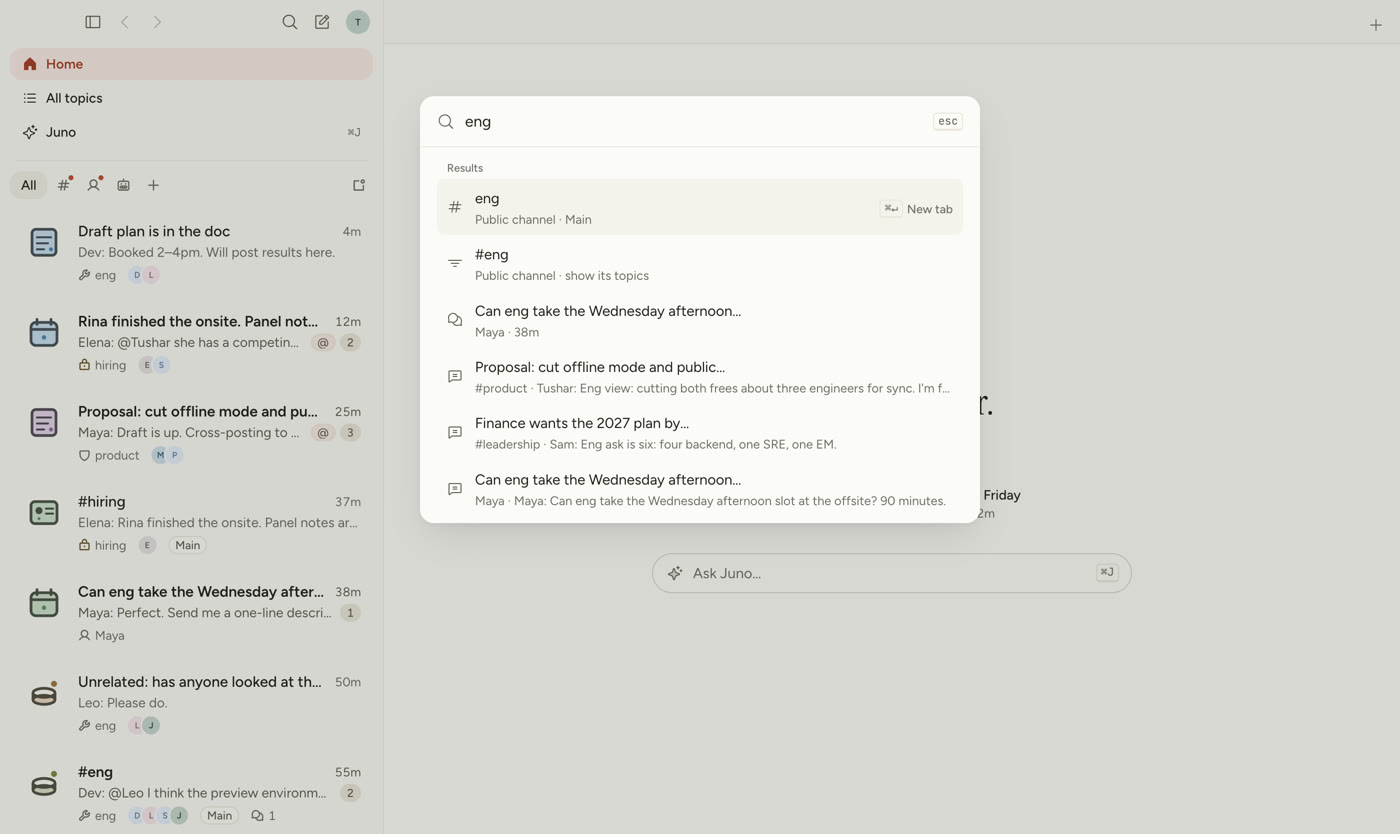 T
Home
All topics
Juno ⌘J
All
Draft plan is in the doc 4m
Dev: Booked 2–4pm. Will post results here.
eng D L
Rina finished the onsite. Panel not... 12m
Elena: @Tushar she has a competin... @ 2
hiring E S
Proposal: cut offline mode and pu... 25m
Maya: Draft is up. Cross-posting to ... @ 3
product M P
#hiring 37m
Elena: Rina finished the onsite. Panel notes ar...
hiring E Main
Can eng take the Wednesday after... 38m
Maya: Perfect. Send me a one-line descri... 1
Maya
Unrelated: has anyone looked at th... 50m
Leo: Please do.
eng L J
#eng 55m
Dev: @Leo I think the preview environm... 2
eng D L S J Main 1
eng esc
Results
eng
Public channel · Main
⌘↵ New tab
#eng
Public channel · show its topics
Can eng take the Wednesday afternoon...
Maya · 38m
Proposal: cut offline mode and public...
#product · Tushar: Eng view: cutting both frees about three engineers for sync. I'm f...
Finance wants the 2027 plan by...
#leadership · Sam: Eng ask is six: four backend, one SRE, one EM.
Can eng take the Wednesday afternoon...
Maya · Maya: Can eng take the Wednesday afternoon slot at the offsite? 90 minutes.
r.
Friday
2m
Ask Juno... ⌘J